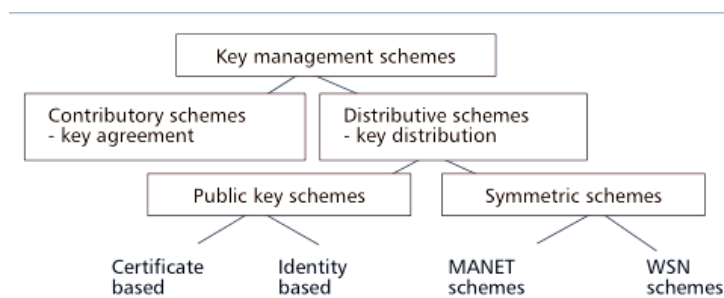 Key management schemes
Contributory schemes
- key agreement
Distributive schemes
- key distribution
Public key schemes
Symmetric schemes
Certificate
based
Identity
based
MANET
schemes
WSN
schemes